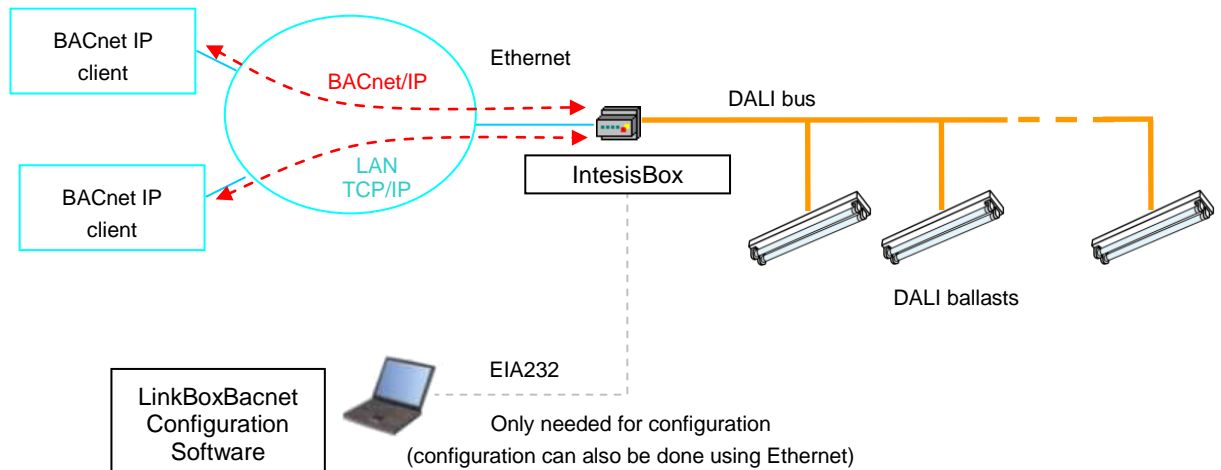 BACnet IP
client
Ethernet
BACnet/IP
DALI bus
LAN
TCP/IP
IntesisBox
BACnet IP
client
DALI ballasts
EIA232
LinkBoxBacnet
Configuration
Software
Only needed for configuration
(configuration can also be done using Ethernet)